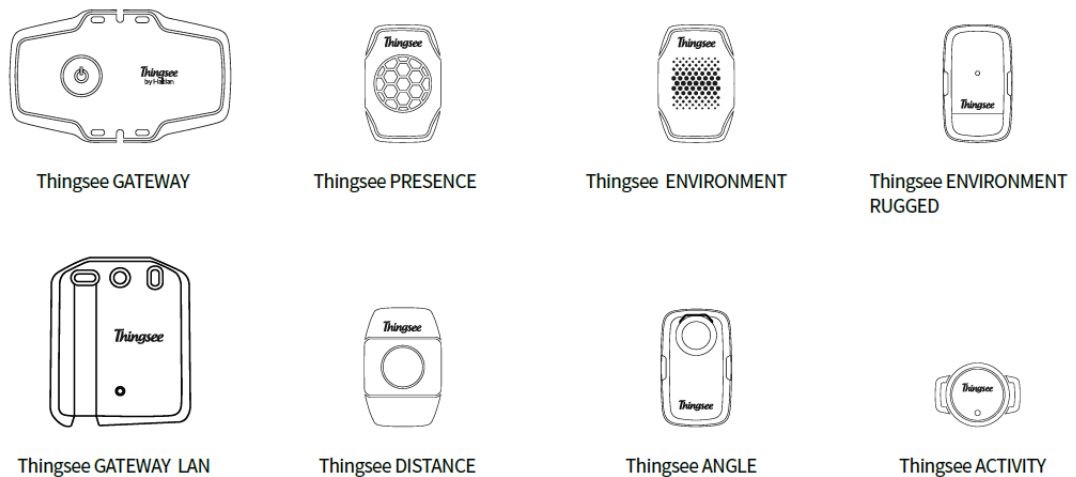 Thingsee
by Haltian
Thingsee
Thingsee
Thingsee
Thingsee GATEWAY
Thingsee PRESENCE
Thingsee ENVIRONMENT
Thingsee ENVIRONMENT
RUGGED
Thingsee
Thingsee
Thingsee
Thingsee
Thingsee GATEWAY LAN
Thingsee DISTANCE
Thingsee ANGLE
Thingsee ACTIVITY